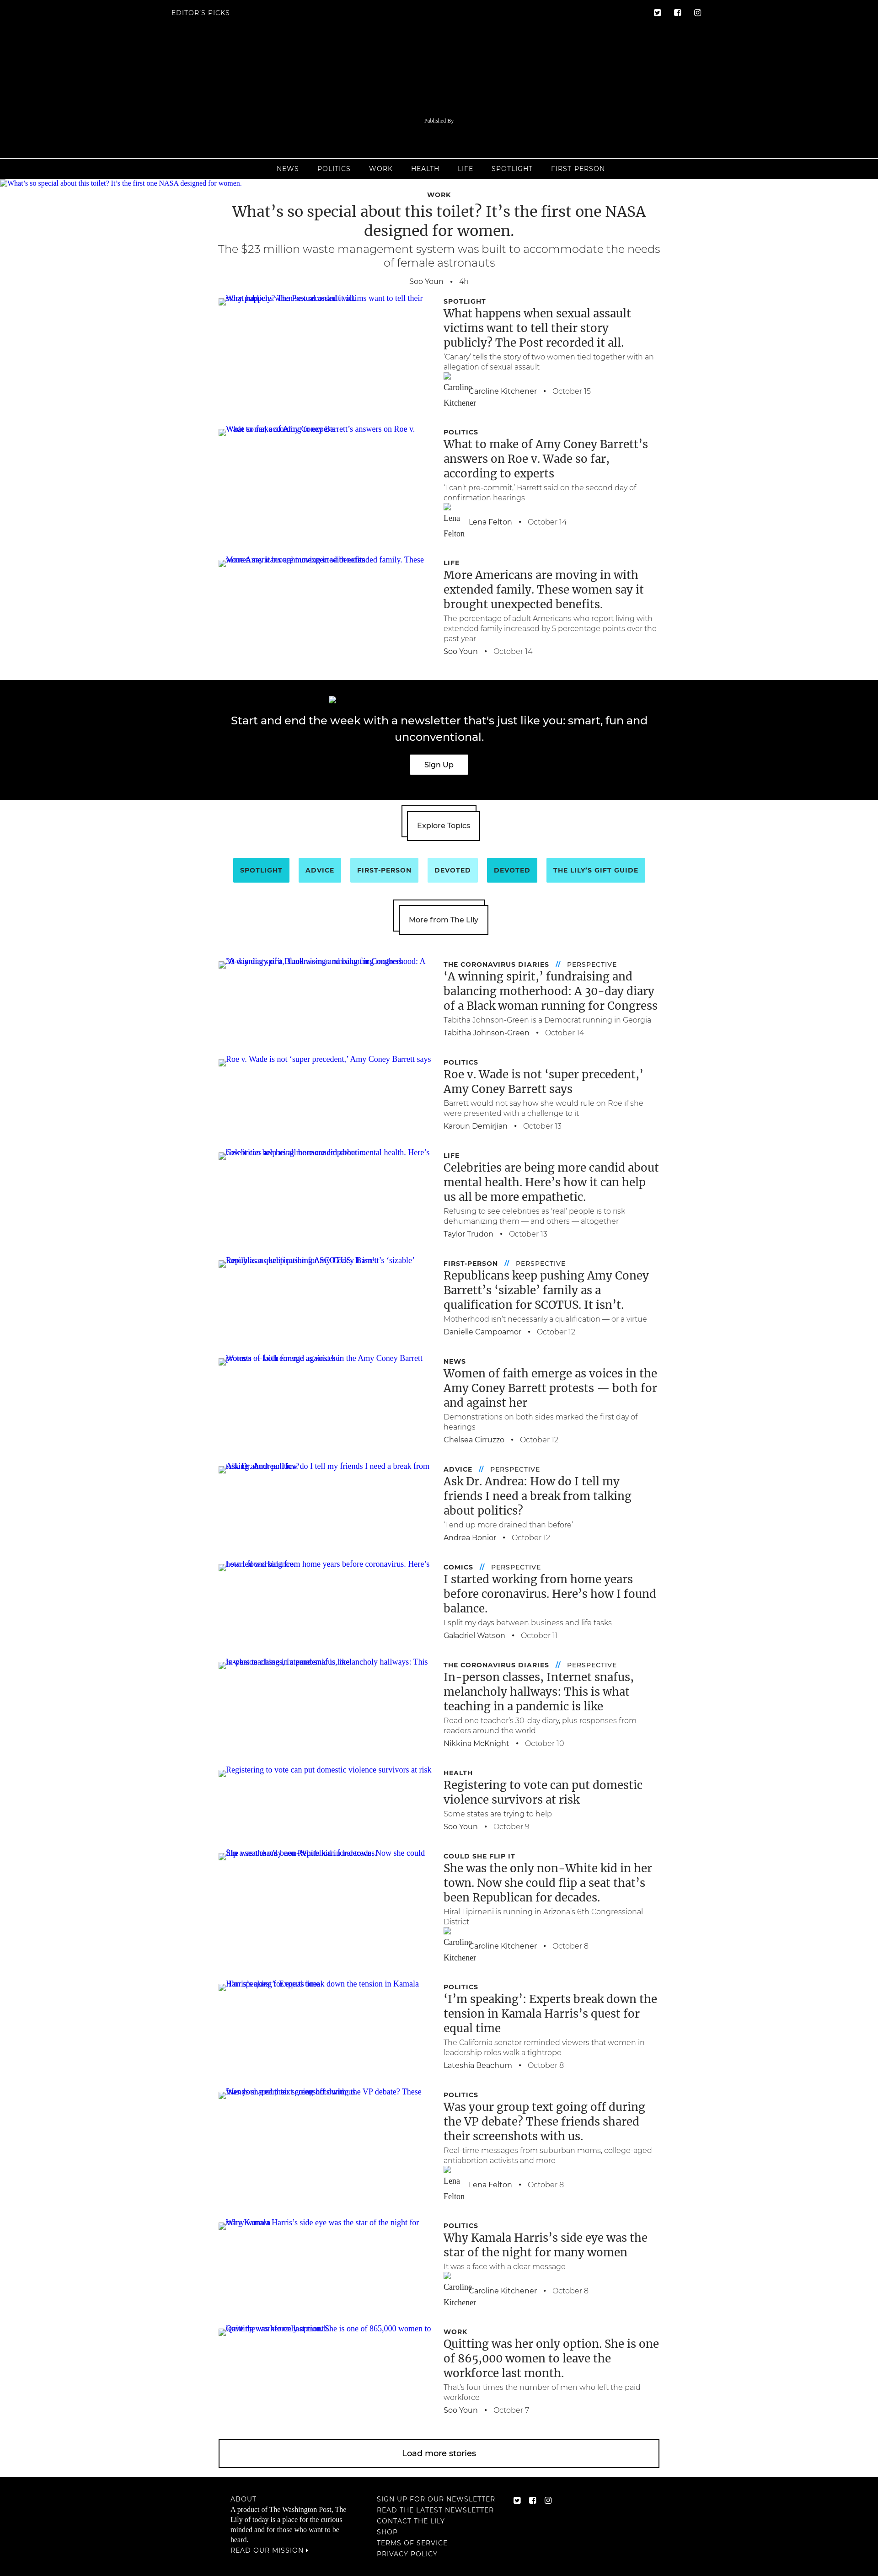 EDITOR'S PICKS
Published By
NEWS POLITICS WORK HEALTH LIFE SPOTLIGHT FIRST-PERSON
What’s so special about this toilet? It’s the first one NASA designed for women.
WORK
What’s so special about this toilet? It’s the first one NASA
designed for women.
The $23 million waste management system was built to accommodate the needs
of female astronauts
Soo Youn • 4h
SPOTLIGHT
What happens when sexual assault
victims want to tell their story
publicly? The Post recorded it all.
‘Canary’ tells the story of two women tied together with an
allegation of sexual assault
Caroline
Kitchener
Caroline Kitchener • October 15
POLITICS
What to make of Amy Coney Barrett’s
answers on Roe v. Wade so far,
according to experts
‘I can’t pre-commit,’ Barrett said on the second day of
confirmation hearings
Lena
Felton
Lena Felton • October 14
LIFE
More Americans are moving in with
extended family. These women say it
brought unexpected benefits.
The percentage of adult Americans who report living with
extended family increased by 5 percentage points over the
past year
Soo Youn • October 14
Start and end the week with a newsletter that's just like you: smart, fun and
unconventional.
Sign Up
Explore Topics
SPOTLIGHT ADVICE FIRST-PERSON DEVOTED DEVOTED THE LILY’S GIFT GUIDE
More from The Lily
THE CORONAVIRUS DIARIES // PERSPECTIVE
‘A winning spirit,’ fundraising and
balancing motherhood: A 30-day diary
of a Black woman running for Congress
Tabitha Johnson-Green is a Democrat running in Georgia
Tabitha Johnson-Green • October 14
Roe v. Wade is not ‘super precedent,’ Amy Coney Barrett says
POLITICS
Roe v. Wade is not ‘super precedent,’
Amy Coney Barrett says
Barrett would not say how she would rule on Roe if she
were presented with a challenge to it
Karoun Demirjian • October 13
LIFE
Celebrities are being more candid about
mental health. Here’s how it can help
us all be more empathetic.
Refusing to see celebrities as ‘real’ people is to risk
dehumanizing them — and others — altogether
Taylor Trudon • October 13
FIRST-PERSON // PERSPECTIVE
Republicans keep pushing Amy Coney
Barrett’s ‘sizable’ family as a
qualification for SCOTUS. It isn’t.
Motherhood isn’t necessarily a qualification — or a virtue
Danielle Campoamor • October 12
NEWS
Women of faith emerge as voices in the
Amy Coney Barrett protests — both for
and against her
Demonstrations on both sides marked the first day of
hearings
Chelsea Cirruzzo • October 12
ADVICE // PERSPECTIVE
Ask Dr. Andrea: How do I tell my
friends I need a break from talking
about politics?
‘I end up more drained than before’
Andrea Bonior • October 12
COMICS // PERSPECTIVE
I started working from home years
before coronavirus. Here’s how I found
balance.
I split my days between business and life tasks
Galadriel Watson • October 11
THE CORONAVIRUS DIARIES // PERSPECTIVE
In-person classes, Internet snafus,
melancholy hallways: This is what
teaching in a pandemic is like
Read one teacher’s 30-day diary, plus responses from
readers around the world
Nikkina McKnight • October 10
Registering to vote can put domestic violence survivors at risk
HEALTH
Registering to vote can put domestic
violence survivors at risk
Some states are trying to help
Soo Youn • October 9
COULD SHE FLIP IT
She was the only non-White kid in her
town. Now she could flip a seat that’s
been Republican for decades.
Hiral Tipirneni is running in Arizona’s 6th Congressional
District
Caroline
Kitchener
Caroline Kitchener • October 8
POLITICS
‘I’m speaking’: Experts break down the
tension in Kamala Harris’s quest for
equal time
The California senator reminded viewers that women in
leadership roles walk a tightrope
Lateshia Beachum • October 8
POLITICS
Was your group text going off during
the VP debate? These friends shared
their screenshots with us.
Real-time messages from suburban moms, college-aged
antiabortion activists and more
Lena
Felton
Lena Felton • October 8
POLITICS
Why Kamala Harris’s side eye was the
star of the night for many women
It was a face with a clear message
Caroline
Kitchener
Caroline Kitchener • October 8
WORK
Quitting was her only option. She is one
of 865,000 women to leave the
workforce last month.
That’s four times the number of men who left the paid
workforce
Soo Youn • October 7
Load more stories
ABOUT
A product of The Washington Post, The
Lily of today is a place for the curious
minded and for those who want to be
heard.
READ OUR MISSION
SIGN UP FOR OUR NEWSLETTER
READ THE LATEST NEWSLETTER
CONTACT THE LILY
SHOP
TERMS OF SERVICE
PRIVACY POLICY